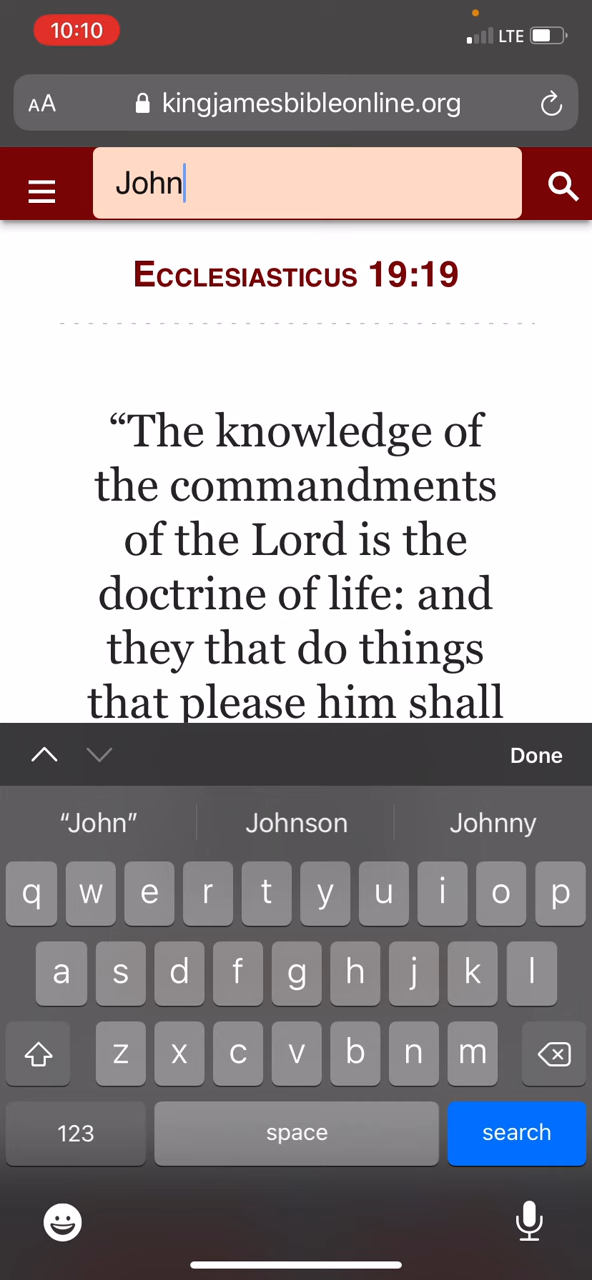 10:10
LTE
AA kingjamesbibleonline.org
John
ECCLESIASTICUS 19:19
“The knowledge of
the commandments
of the Lord is the
doctrine of life: and
they that do things
that please him shall
Done
“John” Johnson Johnny
q w e r t y u i o p
a s d f g h j k l
z x c v b n m
123 space search